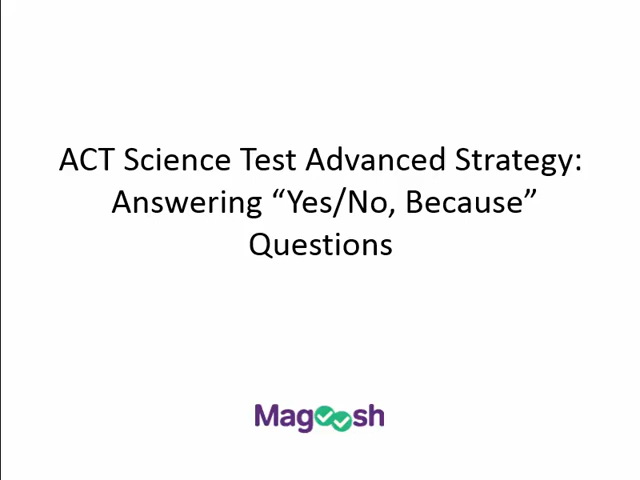 ACT Science Test Advanced Strategy:
Answering “Yes/No, Because”
Questions
Magoosh